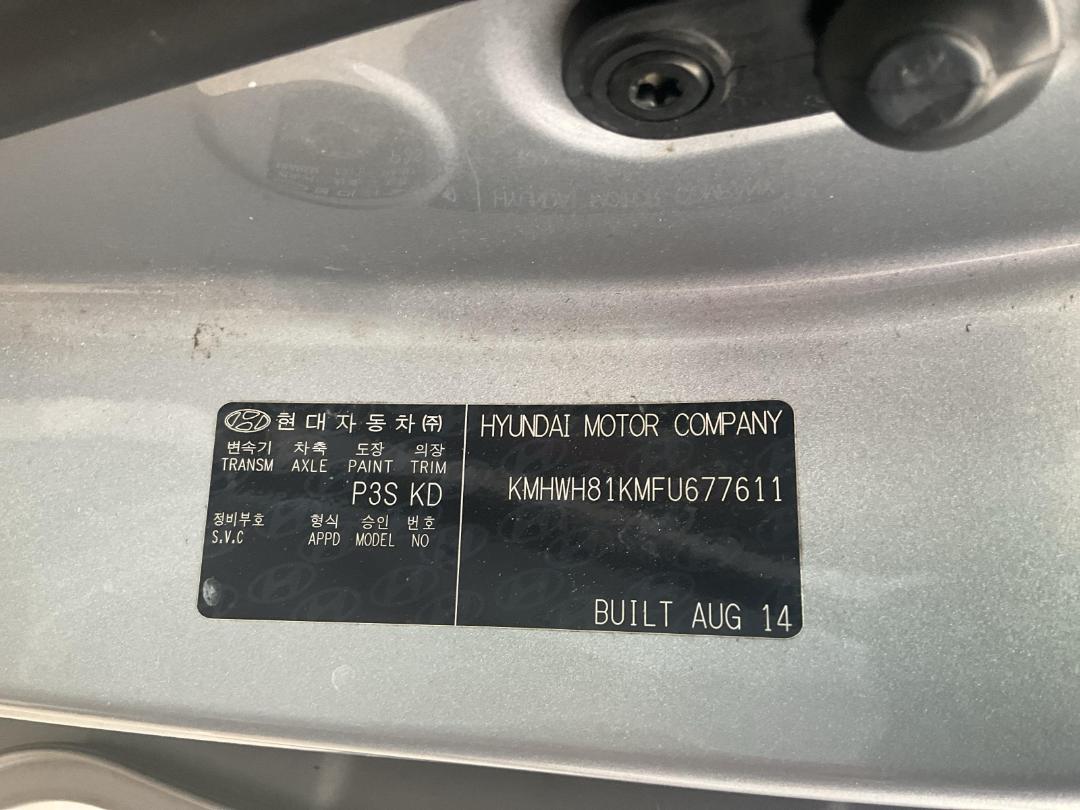 현대자동차㈜
변속기 차축 도장 의장
TRANSM AXLE PAINT TRIM
P3S KD
정비부호 형식 승인 번호
S.V.C APPD MODEL NO
HYUNDAI MOTOR COMPANY
KMHWH81KMFU677611
BUILT AUG 14